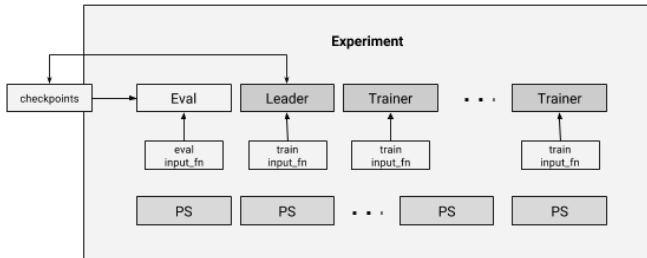 Experiment
checkpoints
Eval
Leader
Trainer
. . .
Trainer
eval
input_fn
train
input_fn
train
input_fn
train
input_fn
PS
PS
. . .
PS
PS